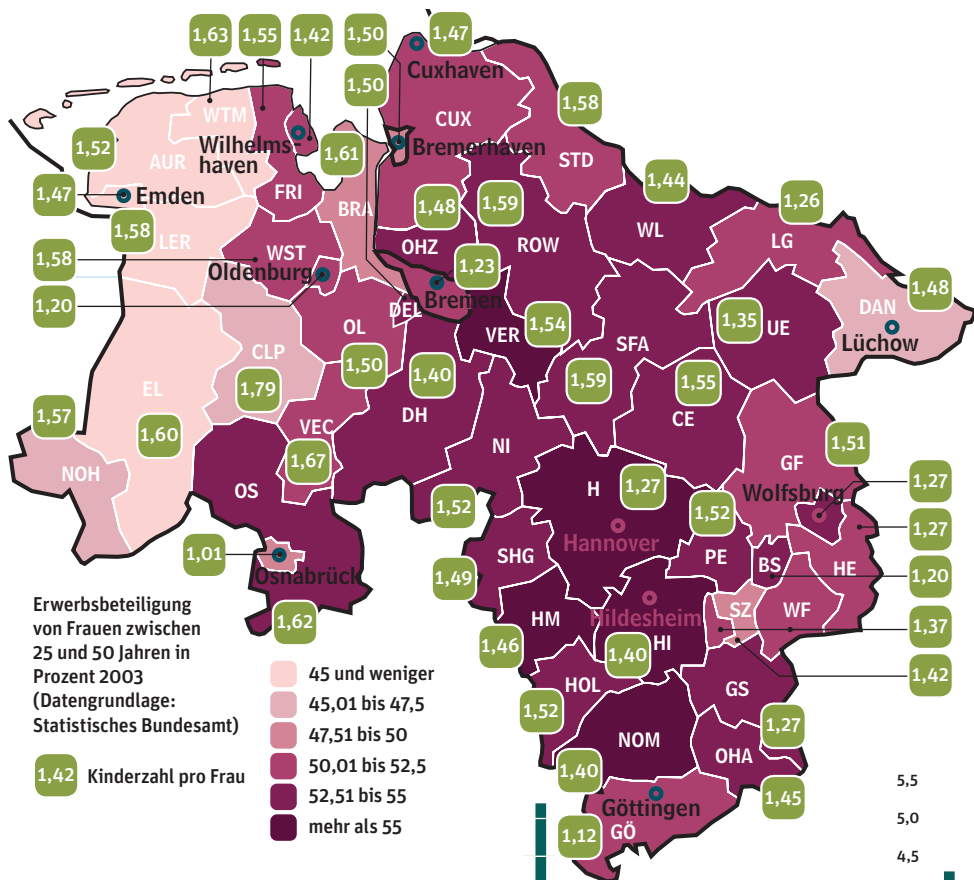 1,63
1,55
1,42
1,50
1,47
Cuxhaven
1,50
1,58
WTM
CUX
1,52
Wilhelms-
haven
1,61
Bremerhaven
STD
AUR
1,44
1,47
Emden
FRI
1,26
1,58
BRA
1,48
1,59
WL
LER
WST
OHZ
ROW
LG
1,58
Oldenburg
1,23
1,48
1,20
Bremen
DAN
DEL
1,35
UE
OL
VER
1,54
SFA
Lüchow
CLP
1,50
1,40
1,59
1,55
EL
1,79
DH
CE
1,57
1,60
VEC
NI
1,51
NOH
1,67
GF
OS
H
1,27
Wolfsburg
1,27
1,52
1,52
1,27
1,01
Osnabrück
SHG
Hannover
PE
BS
HE
1,49
1,20
1,62
HM
Hildesheim
SZ
WF
1,37
1,46
1,40
HI
1,42
HOL
GS
1,52
1,27
NOM
OHA
1,40
1,45
Göttingen
1,12
GÖ
Erwerbsbeteiligung
von Frauen zwischen
25 und 50 Jahren in
Prozent 2003
(Datengrundlage:
Statistisches Bundesamt)
1,42 Kinderzahl pro Frau
45 und weniger
45,01 bis 47,5
47,51 bis 50
50,01 bis 52,5
52,51 bis 55
mehr als 55
5,5
5,0
4,5